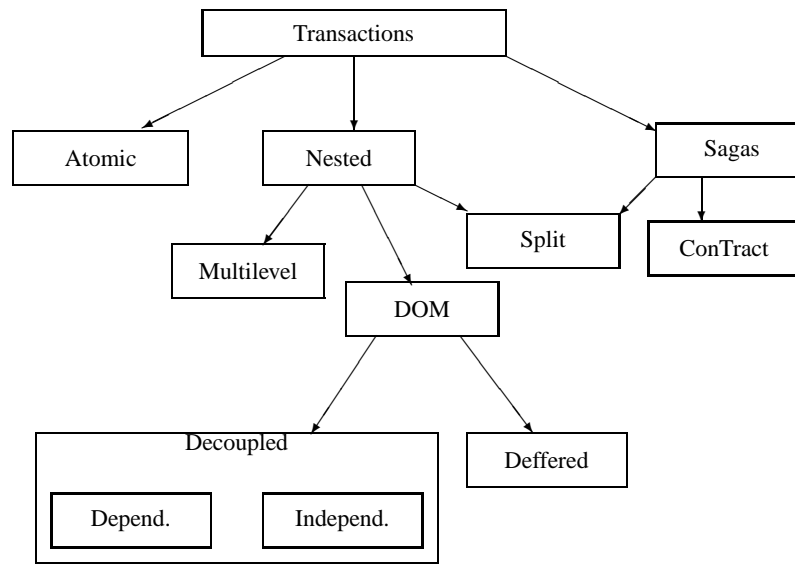 Transactions
Atomic
Nested
Sagas
Multilevel
Split
ConTract
DOM
Decoupled
Deffered
Depend.
Independ.